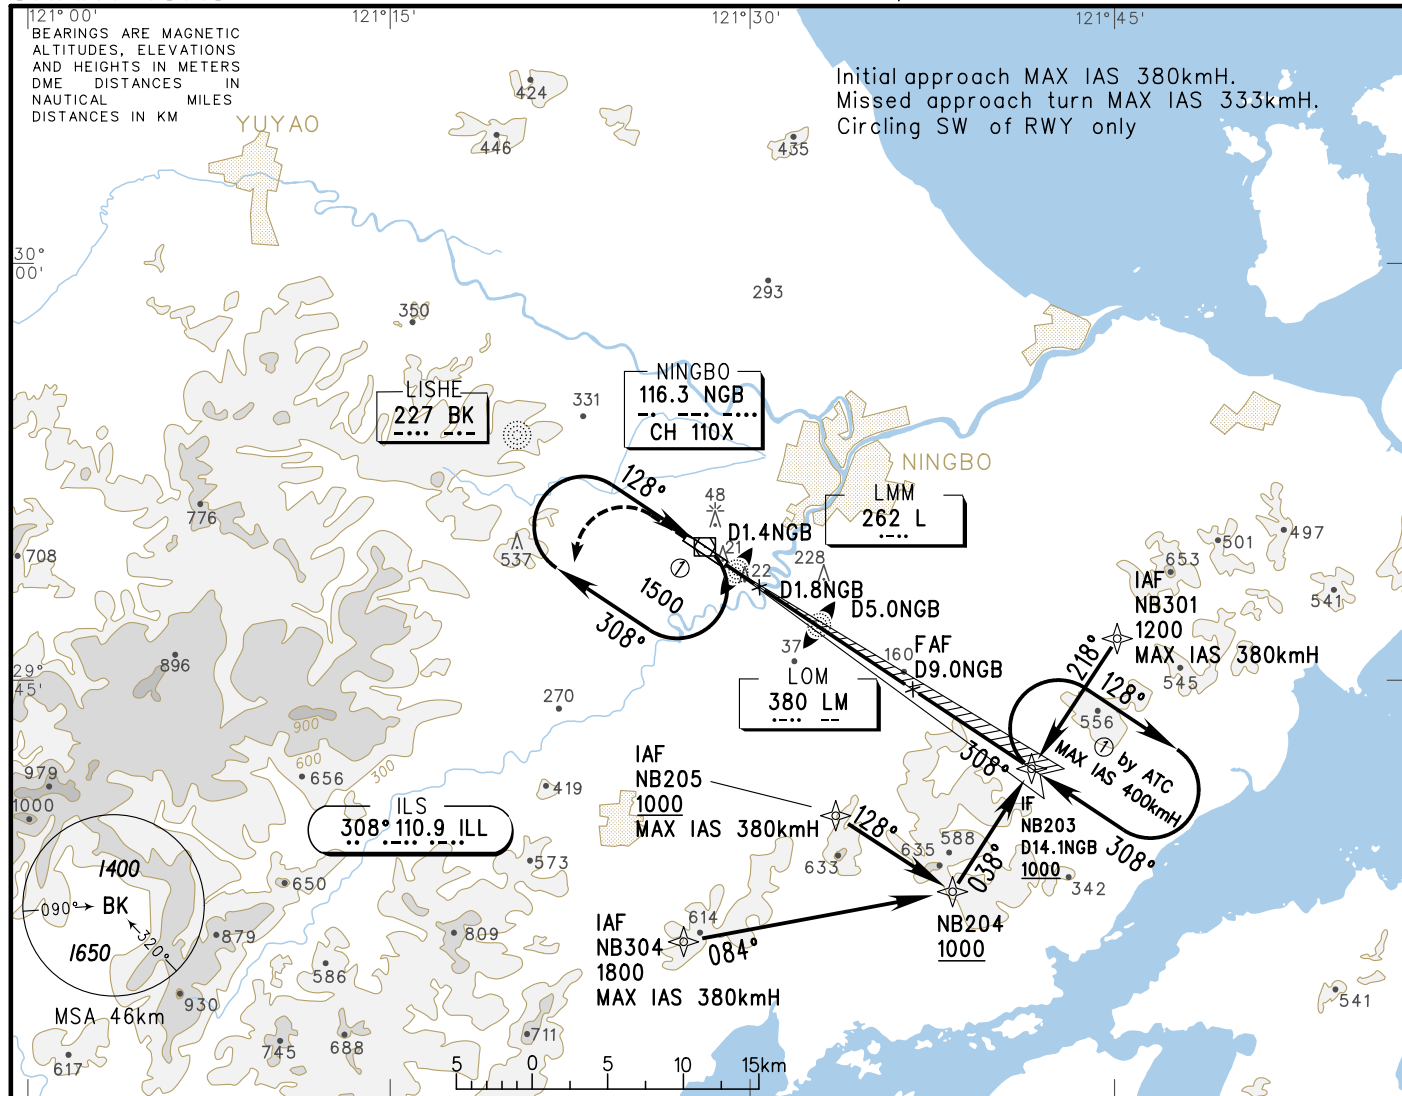 121° 00'
121° 15'
121° 30'
121° 45'
BEARINGS ARE MAGNETIC
ALTITUDES, ELEVATIONS
AND HEIGHTS IN METERS
DME DISTANCES IN
NAUTICAL MILES
DISTANCES IN KM
Initial approach MAX IAS 380kmH.
Missed approach turn MAX IAS 333kmH.
Circling SW of RWY only
YUYAO
424
446
435
30°
00'
293
350
LISHE
227 BK
331
NINGBO
116.3 NGB
CH 110X
NINGBO
LMM
262 L
128°
48
776
708
537
21
D1.4NGB
22
228
D1.8NGB
D5.0NGB
1
1500
308°
497
501
653
541
IAF
NB301
1200
MAX IAS 380kmH
218°
545
37
160
FAF
D9.0NGB
LOM
380 LM
896
29°
45'
270
900
600
300
656
979
1000
128°
556
1 by ATC
MAX IAS 400kmH
308°
308°
IAF
NB205
1000
MAX IAS 380kmH
419
ILS
308° 110.9 ILL
128°
IF
NB203
D14.1NGB
1000
588
635
633
038°
342
573
650
1400
090°
BK
320°
1650
MSA 46km
879
809
586
930
614
IAF
NB304
1800
MAX IAS 380kmH
084°
NB204
1000
541
711
745
688
617
5 0 5 10 15km